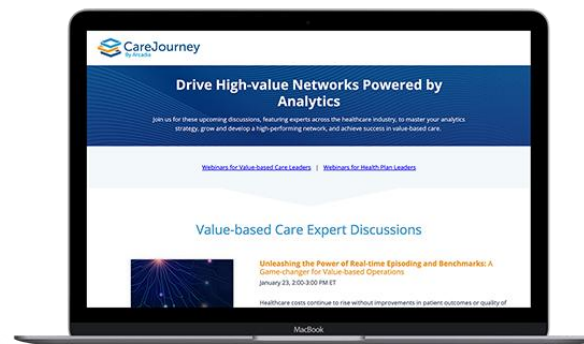 CareJourney
By Arcadia
Drive High-value Networks Powered by
Analytics
Join us for these upcoming discussions, featuring experts across the healthcare industry, to master your analytics
strategy, grow and develop a high-performing network, and achieve success in value-based care.
Webinars for Value-based Care Leaders | Webinars for Health Plan Leaders
Value-based Care Expert Discussions
Unleashing the Power of Real-time Episoding and Benchmarks: A
Game-changer for Value-based Operations
January 23, 2:00-3:00 PM ET
Healthcare costs continue to rise without improvements in patient outcomes or quality of
MacBook